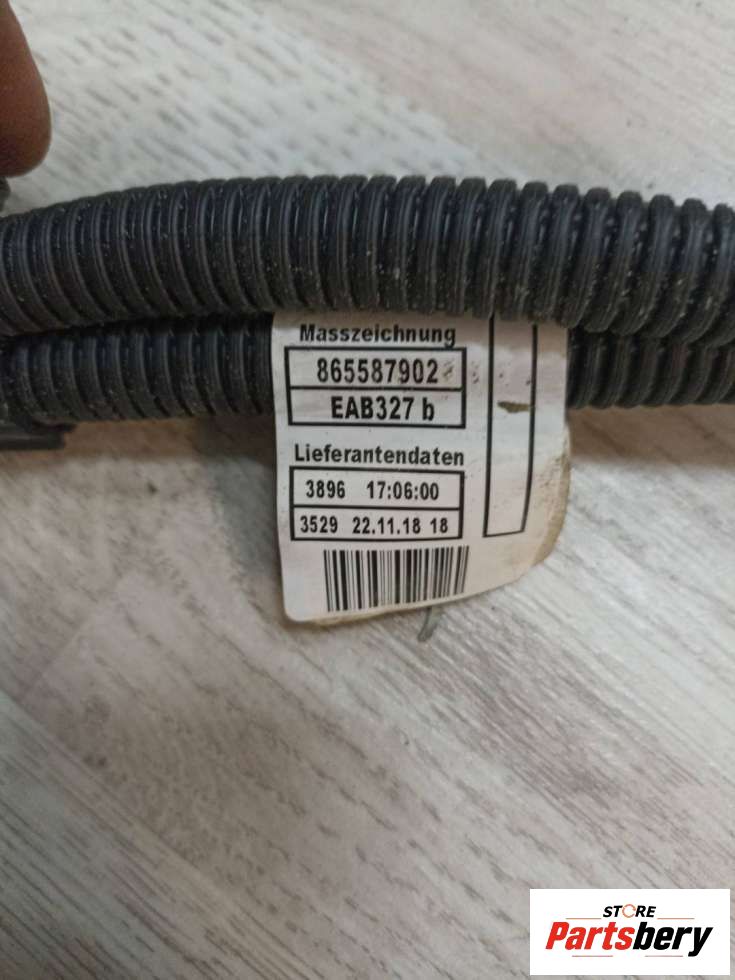 Masszeichnung
865587902
EAB327 b
Lieferantendaten
3896 17:06:00
3529 22.11.18 18
STORE
Partsbery